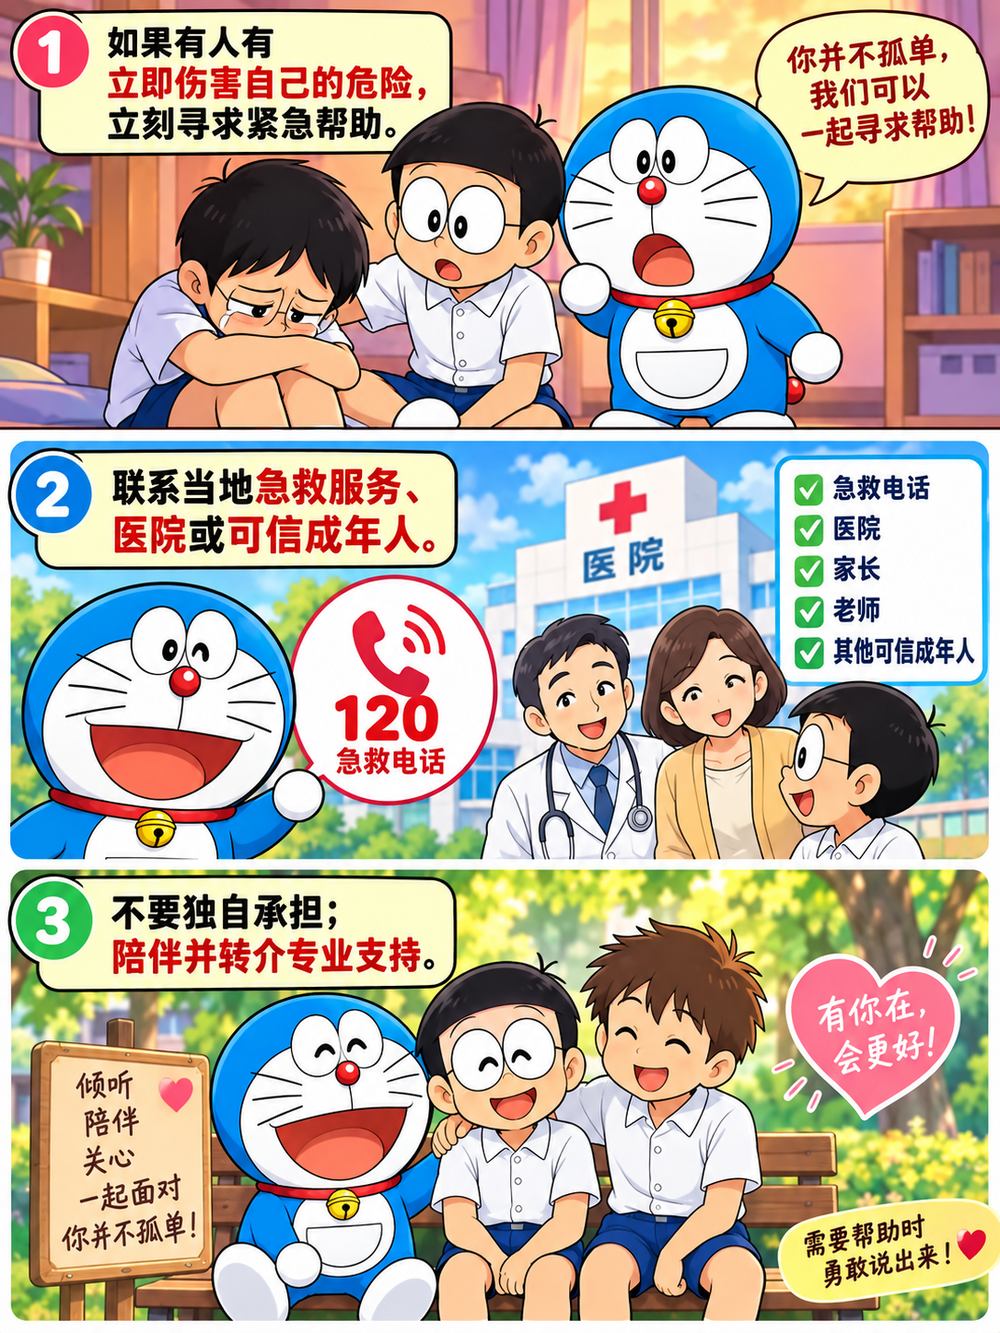 1
如果有人有
立即伤害自己的危险，
立刻寻求紧急帮助。
你并不孤单，
我们可以
一起寻求帮助！
2
联系当地急救服务、
医院或可信成年人。
120
急救电话
医院
急救电话
医院
家长
老师
其他可信成年人
3
不要独自承担；
陪伴并转介专业支持。
倾听
陪伴
关心
一起面对
你并不孤单！
有你在，
会更好！
需要帮助时
勇敢说出来！